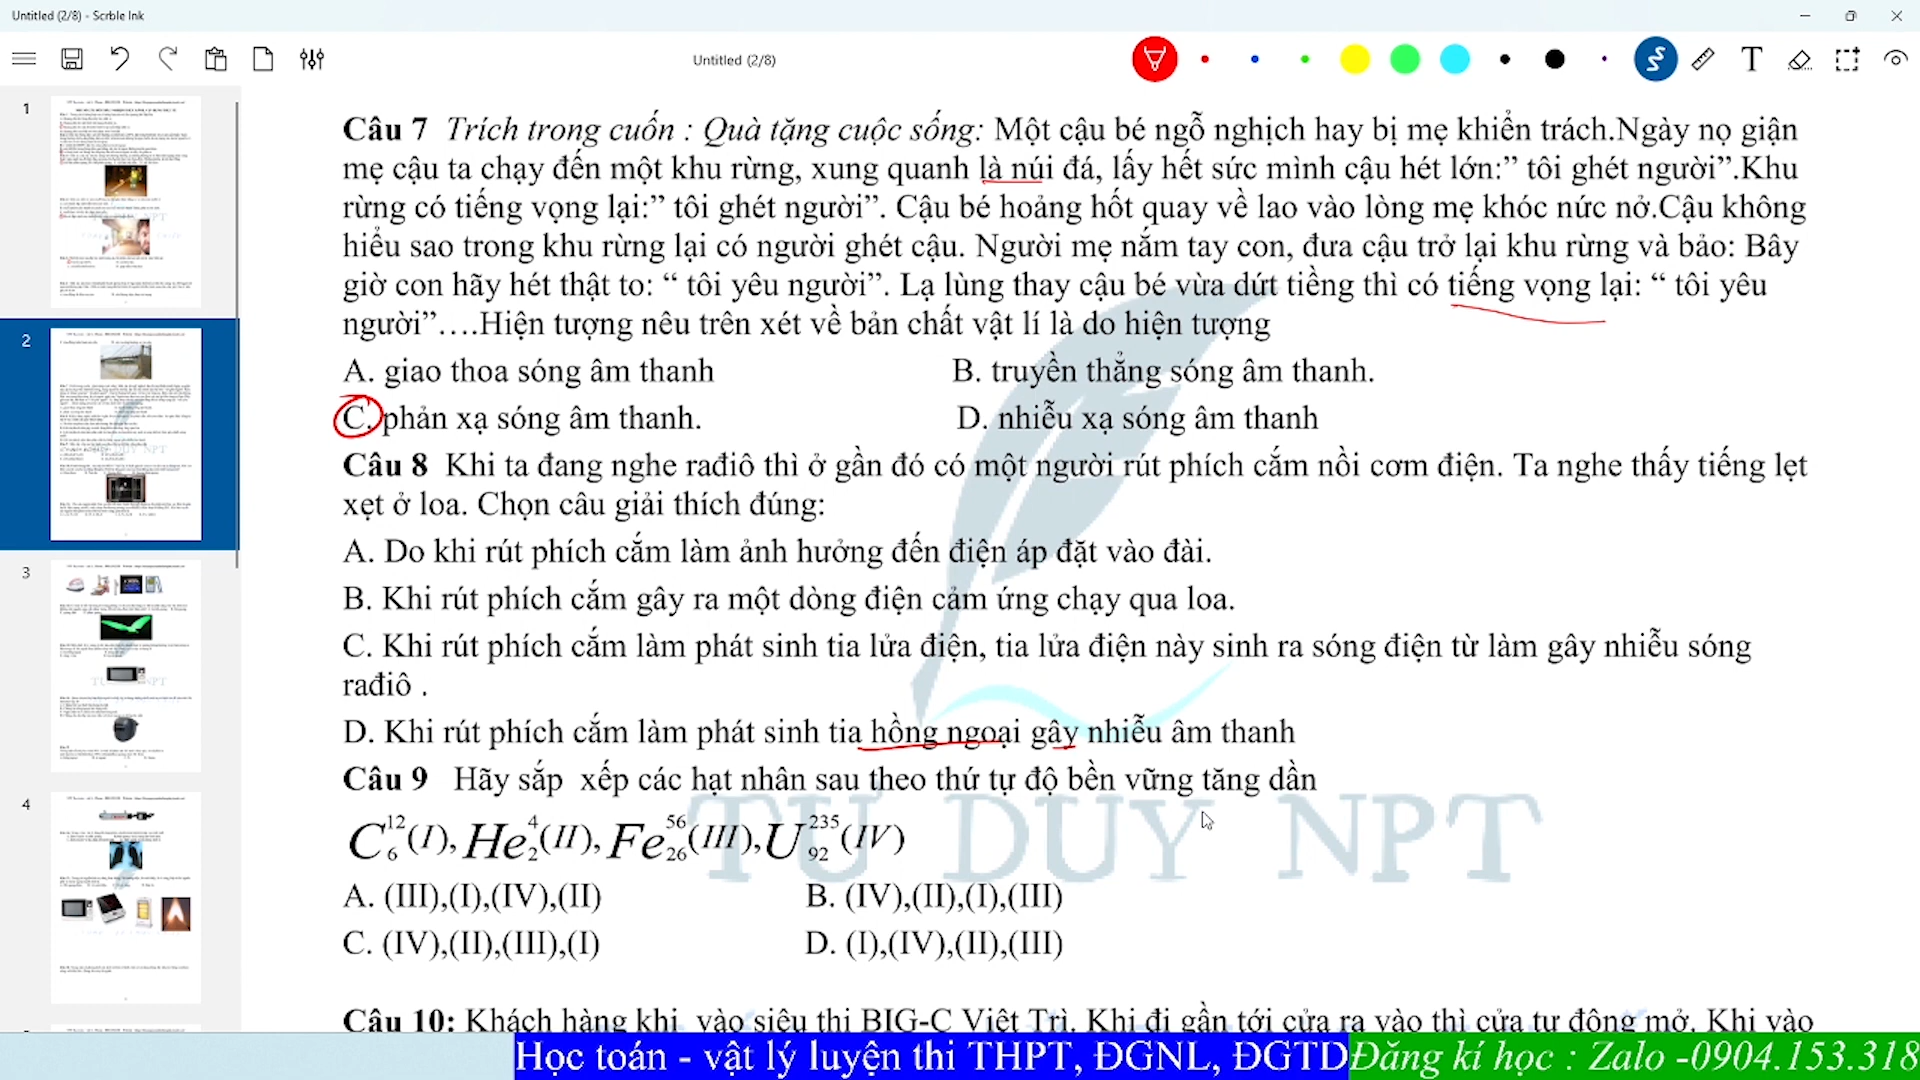 Untitled (2/8) - Scrble Ink
Untitled (2/8)
1
2
3
4
Câu 7 Trích trong cuốn : Quà tặng cuộc sống: Một cậu bé ngỗ nghịch hay bị mẹ khiển trách.Ngày nọ giận
mẹ cậu ta chạy đến một khu rừng, xung quanh là núi đá, lấy hết sức mình cậu hét lớn:” tôi ghét người”.Khu
rừng có tiếng vọng lại:” tôi ghét người”. Cậu bé hoảng hốt quay về lao vào lòng mẹ khóc nức nở.Cậu không
hiểu sao trong khu rừng lại có người ghét cậu. Người mẹ nắm tay con, đưa cậu trở lại khu rừng và bảo: Bây
giờ con hãy hét thật to: “ tôi yêu người”. Lạ lùng thay cậu bé vừa dứt tiềng thì có tiếng vọng lại: “ tôi yêu
người”….Hiện tượng nêu trên xét về bản chất vật lí là do hiện tượng
A. giao thoa sóng âm thanh B. truyền thẳng sóng âm thanh.
C. phản xạ sóng âm thanh. D. nhiễu xạ sóng âm thanh
Câu 8 Khi ta đang nghe rađiô thì ở gần đó có một người rút phích cắm nồi cơm điện. Ta nghe thấy tiếng lẹt
xẹt ở loa. Chọn câu giải thích đúng:
A. Do khi rút phích cắm làm ảnh hưởng đến điện áp đặt vào đài.
B. Khi rút phích cắm gây ra một dòng điện cảm ứng chạy qua loa.
C. Khi rút phích cắm làm phát sinh tia lửa điện, tia lửa điện này sinh ra sóng điện từ làm gây nhiễu sóng
rađiô .
D. Khi rút phích cắm làm phát sinh tia hồng ngoại gây nhiễu âm thanh
Câu 9 Hãy sắp xếp các hạt nhân sau theo thứ tự độ bền vững tăng dần
C₆¹²(I), He₂⁴(II), Fe₂₆⁵⁶(III), U₉₂²³⁵(IV)
TƯ DUY NPT
A. (III),(I),(IV),(II) B. (IV),(II),(I),(III)
C. (IV),(II),(III),(I) D. (I),(IV),(II),(III)
Câu 10: Khách hàng khi vào siêu thị BIG-C Việt Trì. Khi đi gần tới cửa ra vào thì cửa tự động mở. Khi vào
Học toán - vật lý luyện thi THPT, ĐGNL, ĐGTD Đăng kí học : Zalo -0904.153.318